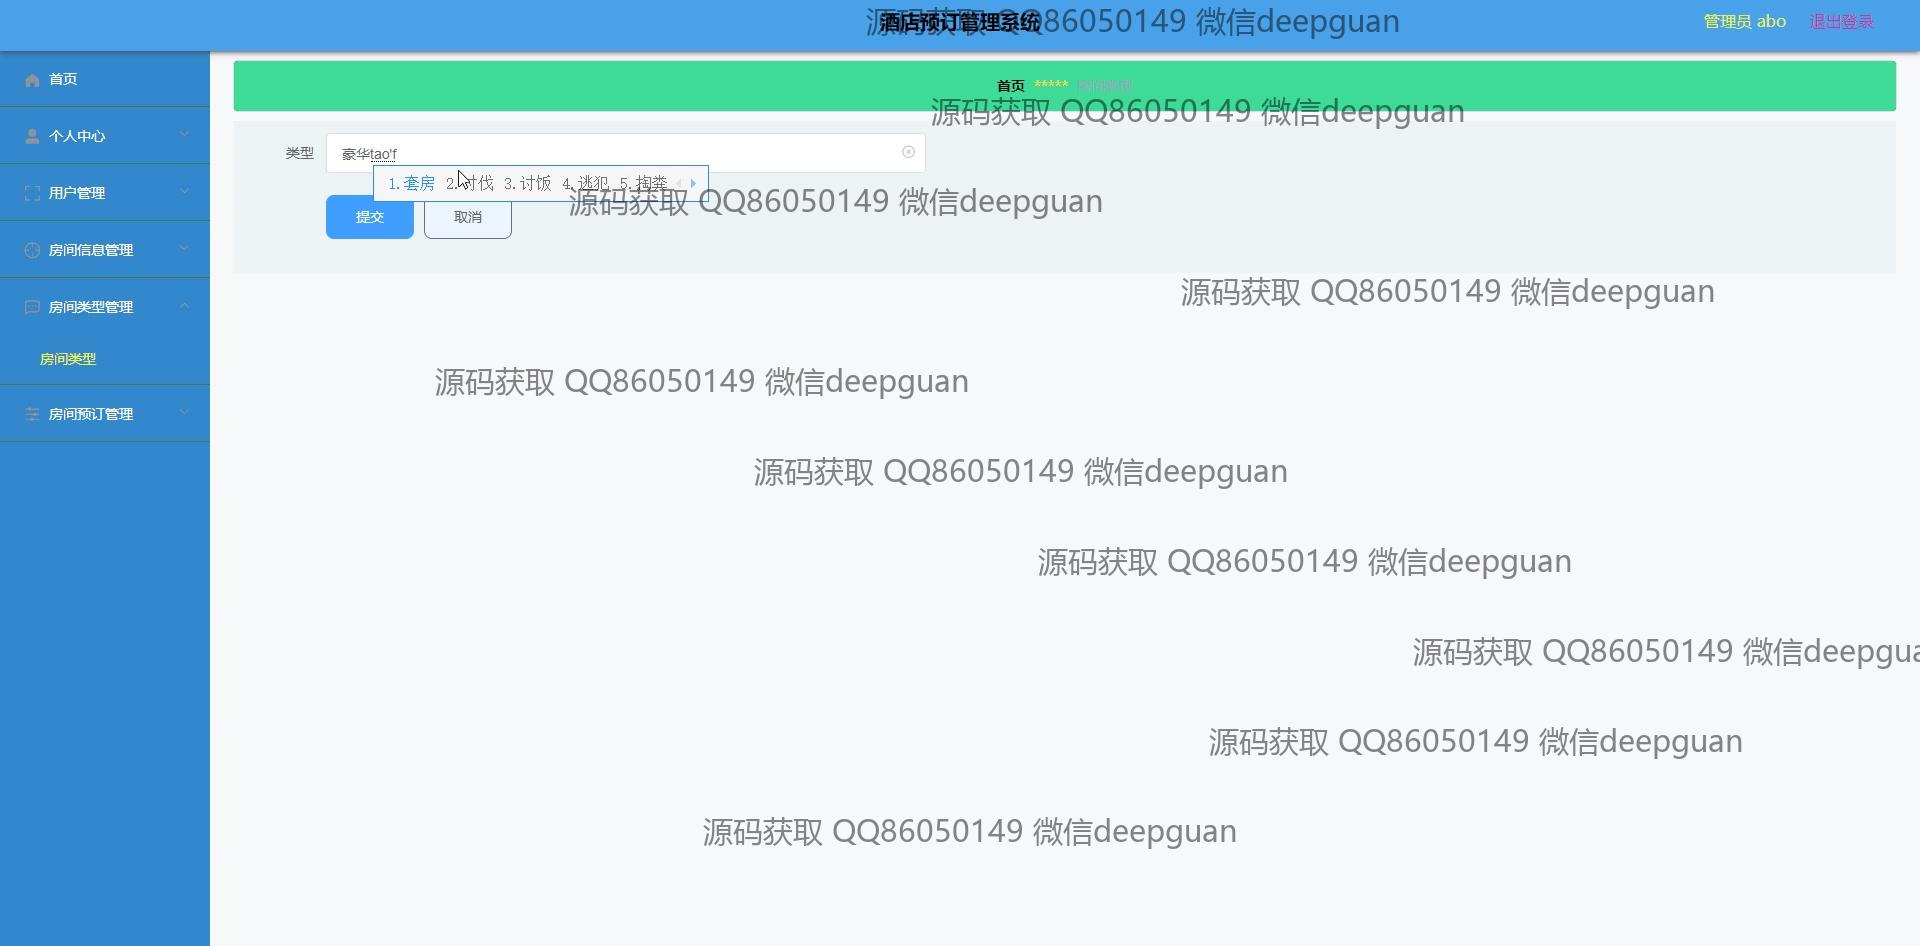 酒店预订管理系统
源码获取 QQ86050149 微信deepguan
管理员 abo 退出登录
首页
个人中心
用户管理
房间信息管理
房间类型管理
房间类型
房间预订管理
首页 ***** 房间类型
源码获取 QQ86050149 微信deepguan
类型 豪华tao'f
1.套房 2.讨伐 3.讨饭 4.逃犯 5.掏粪
源码获取 QQ86050149 微信deepguan
提交 取消
源码获取 QQ86050149 微信deepguan
源码获取 QQ86050149 微信deepguan
源码获取 QQ86050149 微信deepguan
源码获取 QQ86050149 微信deepguan
源码获取 QQ86050149 微信deepgua
源码获取 QQ86050149 微信deepguan
源码获取 QQ86050149 微信deepguan